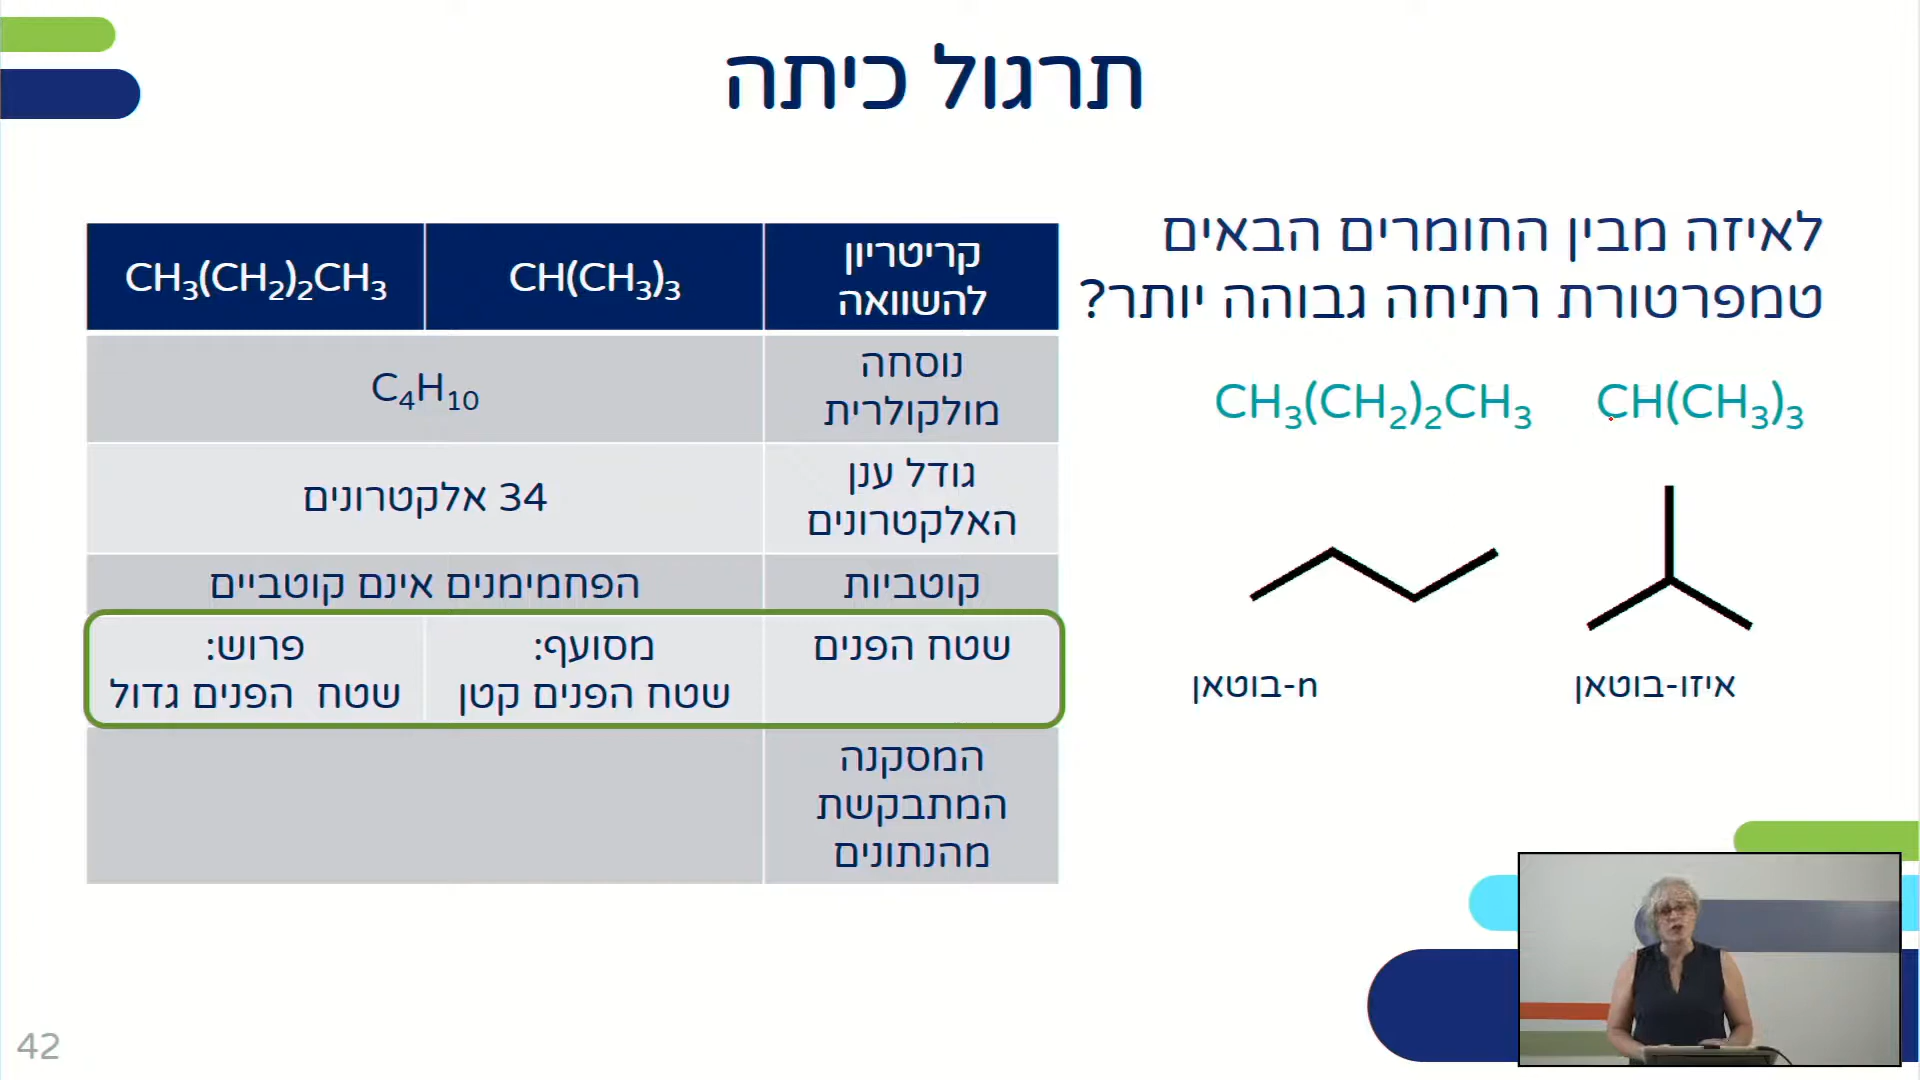 תרגול כיתה
לאיזה מבין החומרים הבאים
טמפרטורת רתיחה גבוהה יותר?
CH(CH₃)₃
CH₃(CH₂)₂CH₃
איזו-בוטאן
n-בוטאן
קריטריון
להשוואה
CH(CH₃)₃
CH₃(CH₂)₂CH₃
נוסחה
מולקולרית
C₄H₁₀
גודל ענן
האלקטרונים
34 אלקטרונים
קוטביות
הפחמימנים אינם קוטביים
שטח הפנים
מסועף:
שטח הפנים קטן
פרוש:
שטח הפנים גדול
המסקנה
המתבקשת
מהנתונים
42